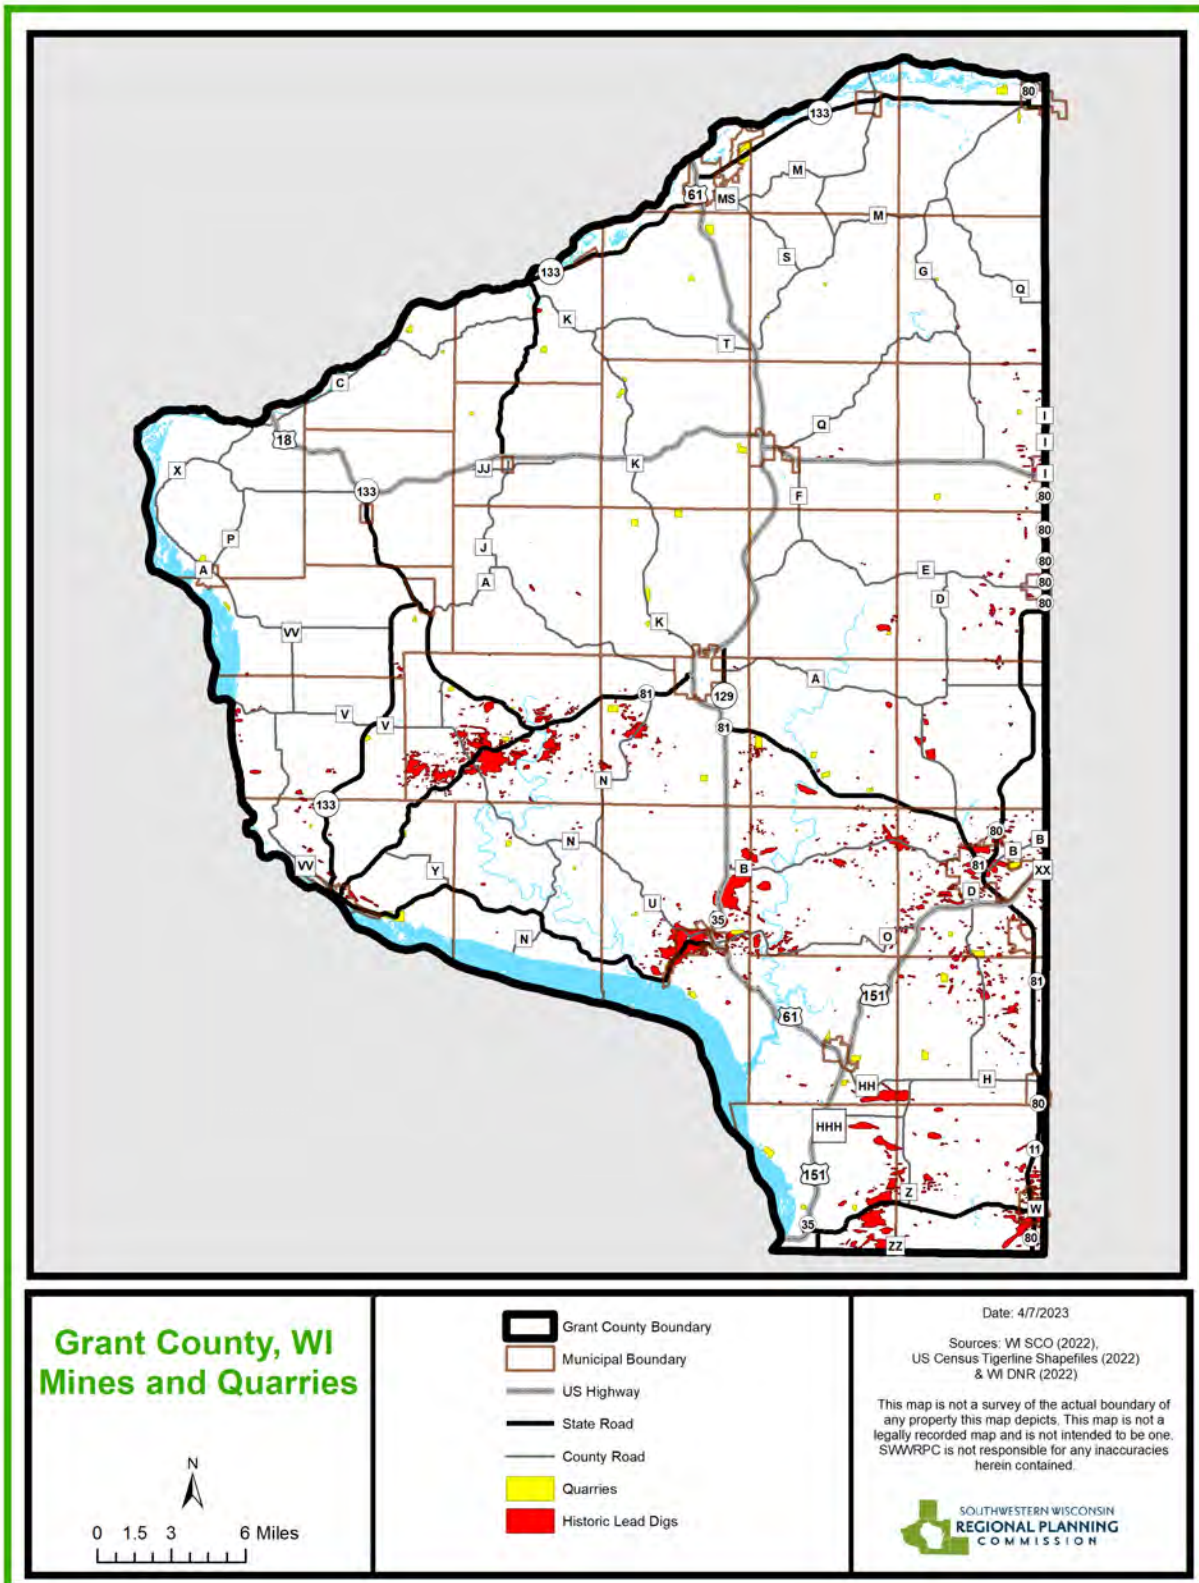 80
133
M
61
MS
M
S
G
133
Q
K
T
C
I
Q
18
I
X
JJ
K
I
133
80
F
P
80
J
80
A
E
A
80
D
80
K
VV
A
81
129
V
V
81
N
133
80
B
N
B
VV
B
81
Y
XX
D
U
35
O
N
81
151
61
H
HH
80
HHH
11
151
Z
W
35
80
ZZ
Grant County, WI
Mines and Quarries
N
0 1.5 3 6 Miles
Grant County Boundary
Municipal Boundary
US Highway
State Road
County Road
Quarries
Historic Lead Digs
Date: 4/7/2023
Sources: WI SCO (2022),
US Census Tigerline Shapefiles (2022)
& WI DNR (2022)
This map is not a survey of the actual boundary of
any property this map depicts. This map is not a
legally recorded map and is not intended to be one.
SWWRPC is not responsible for any inaccuracies
herein contained.
SOUTHWESTERN WISCONSIN
REGIONAL PLANNING
COMMISSION